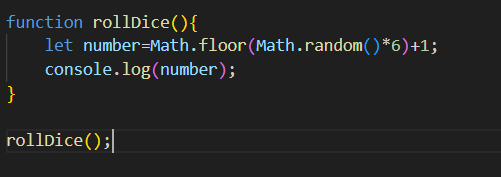 function rollDice(){
    let number=Math.floor(Math.random()*6)+1;
    console.log(number);
}

rollDice();